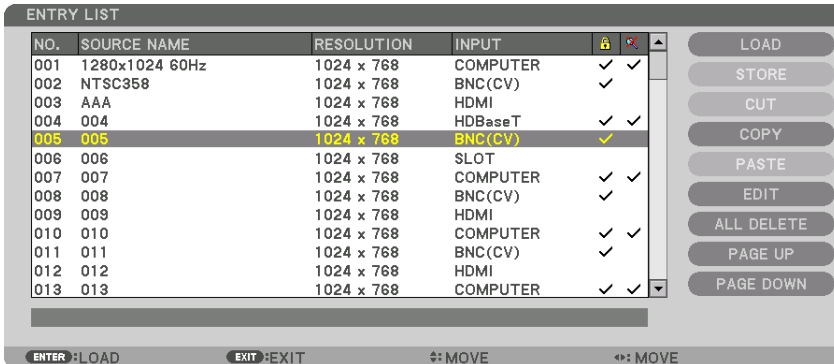 ENTRY LIST
NO. SOURCE NAME RESOLUTION INPUT
001 1280x1024 60Hz 1024 x 768 COMPUTER
002 NTSC358 1024 x 768 BNC(CV)
003 AAA 1024 x 768 HDMI
004 004 1024 x 768 HDBaseT
005 005 1024 x 768 BNC(CV)
006 006 1024 x 768 SLOT
007 007 1024 x 768 COMPUTER
008 008 1024 x 768 BNC(CV)
009 009 1024 x 768 HDMI
010 010 1024 x 768 COMPUTER
011 011 1024 x 768 BNC(CV)
012 012 1024 x 768 HDMI
013 013 1024 x 768 COMPUTER
LOAD
STORE
CUT
COPY
PASTE
EDIT
ALL DELETE
PAGE UP
PAGE DOWN
ENTER :LOAD EXIT :EXIT :MOVE :MOVE